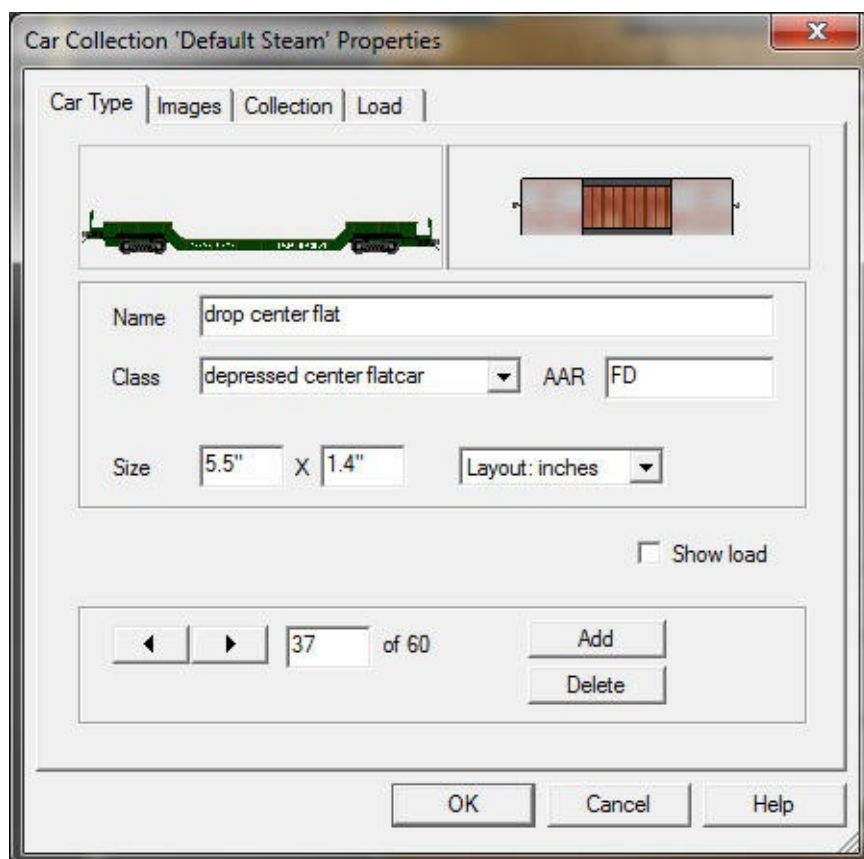 Car Collection 'Default Steam' Properties
Car Type Images Collection Load
Name drop center flat
Class depressed center flatcar AAR FD
Size 5.5" X 1.4" Layout: inches
Show load
37 of 60 Add
Delete
OK Cancel Help